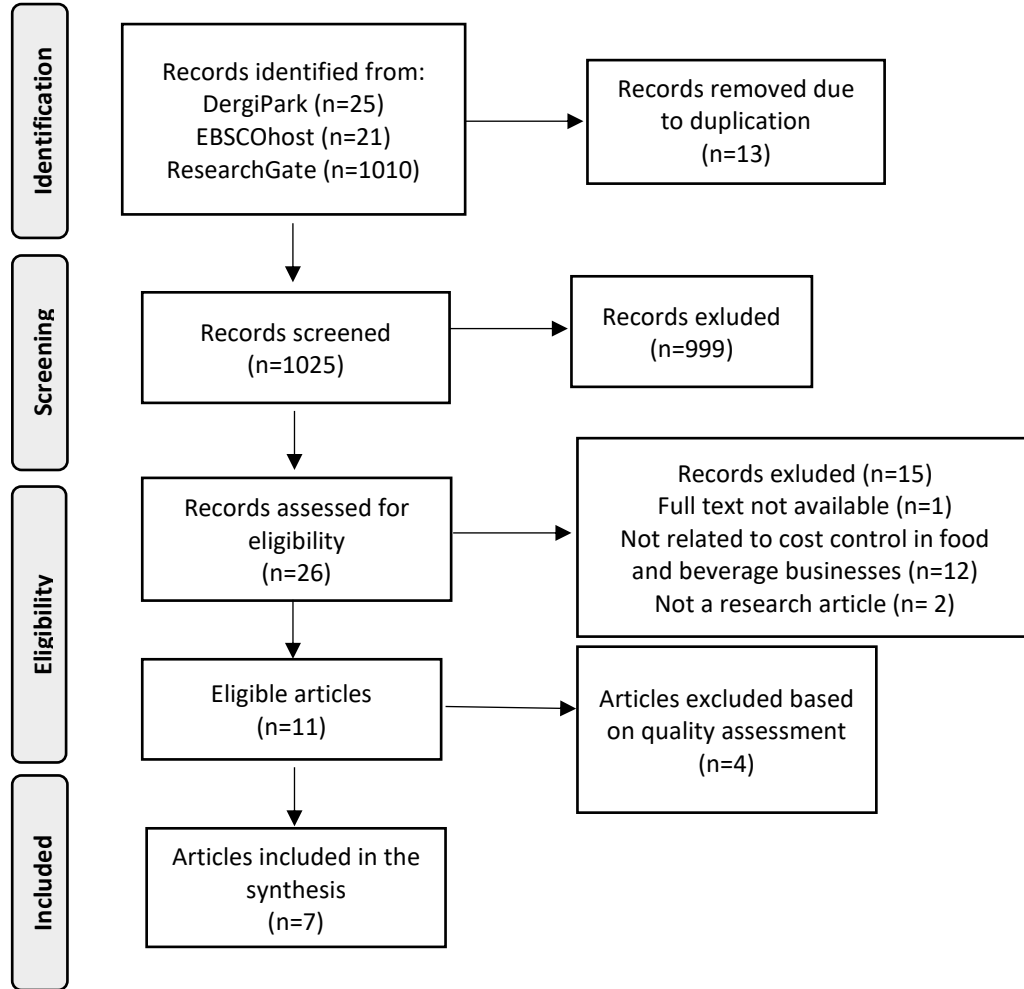 Identification
Records identified from:
DergiPark (n=25)
EBSCOhost (n=21)
ResearchGate (n=1010)
Records removed due
to duplication
(n=13)
Screening
Records screened
(n=1025)
Records exluded
(n=999)
Eligibility
Records assessed for
eligibility
(n=26)
Records exluded (n=15)
Full text not available (n=1)
Not related to cost control in food
and beverage businesses (n=12)
Not a research article (n= 2)
Eligible articles
(n=11)
Articles excluded based
on quality assessment
(n=4)
Included
Articles included in the
synthesis
(n=7)